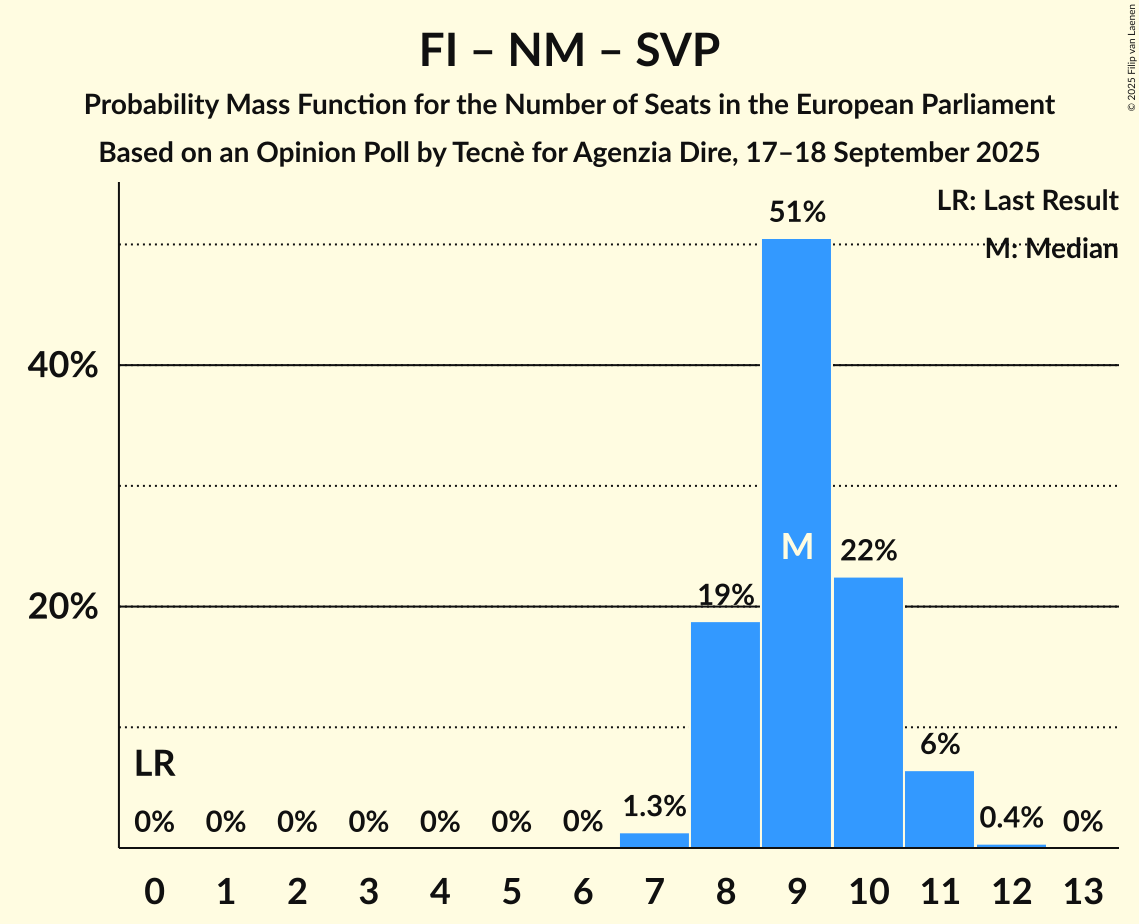 FI – NM – SVP
Probability Mass Function for the Number of Seats in the European Parliament
Based on an Opinion Poll by Tecnè for Agenzia Dire, 17–18 September 2025
© 2025 Filip van Laenen
LR: Last Result
M: Median
51%
40%
M
22%
19%
20%
6%
LR
1.3%
0.4%
0% 0% 0% 0% 0% 0% 0% 0%
0 1 2 3 4 5 6 7 8 9 10 11 12 13